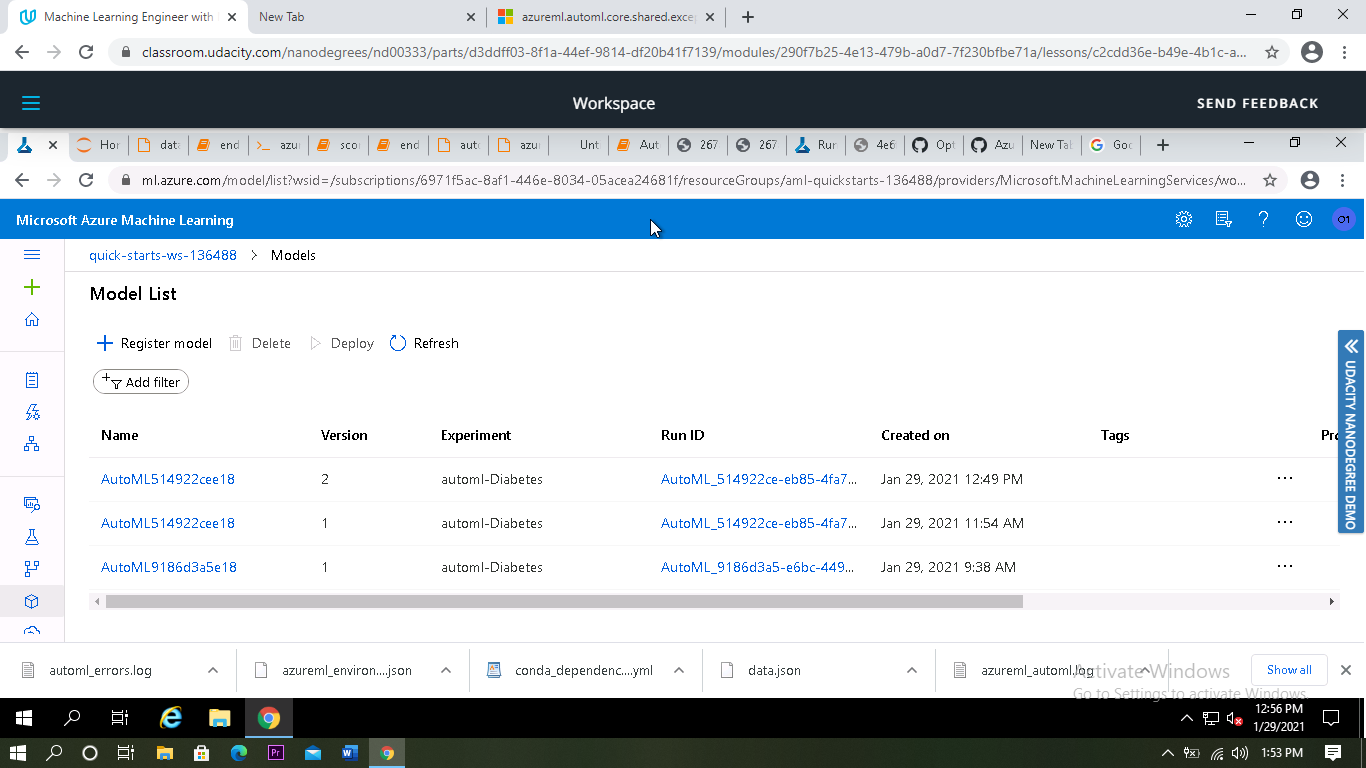 Machine Learning Engineer with
New Tab
azureml.automl.core.shared.exce
classroom.udacity.com/nanodegrees/nd00333/parts/d3ddff03-8f1a-44ef-9814-df20b41f7139/modules/290f7b25-4e13-479b-a0d7-7f230bfbe71a/lessons/c2cdd36e-b49e-4b1c-a...
Workspace
SEND FEEDBACK
Hor
data
end
azur
scor
end
auto
azur
Unt
Aut
267
267
Rur
4e6
Opt
Azu
New Tab
Goo
ml.azure.com/model/list?wsid=/subscriptions/6971f5ac-8af1-446e-8034-05acea24681f/resourceGroups/aml-quickstarts-136488/providers/Microsoft.MachineLearningServices/wo...
Microsoft Azure Machine Learning
O1
quick-starts-ws-136488 > Models
Model List
Register model
Delete
Deploy
Refresh
Add filter
Name Version Experiment Run ID Created on Tags Pro
AutoML514922cee18 2 automl-Diabetes AutoML_514922ce-eb85-4fa7... Jan 29, 2021 12:49 PM ...
AutoML514922cee18 1 automl-Diabetes AutoML_514922ce-eb85-4fa7... Jan 29, 2021 11:54 AM ...
AutoML9186d3a5e18 1 automl-Diabetes AutoML_9186d3a5-e6bc-449... Jan 29, 2021 9:38 AM ...
UDACITY NANODEGREE DEMO
automl_errors.log
azureml_environ....json
conda_dependenc....yml
data.json
azureml_automl.log
Show all
Activate Windows
Go to Settings to activate Windows.
12:56 PM
1/29/2021
Pr
1:53 PM